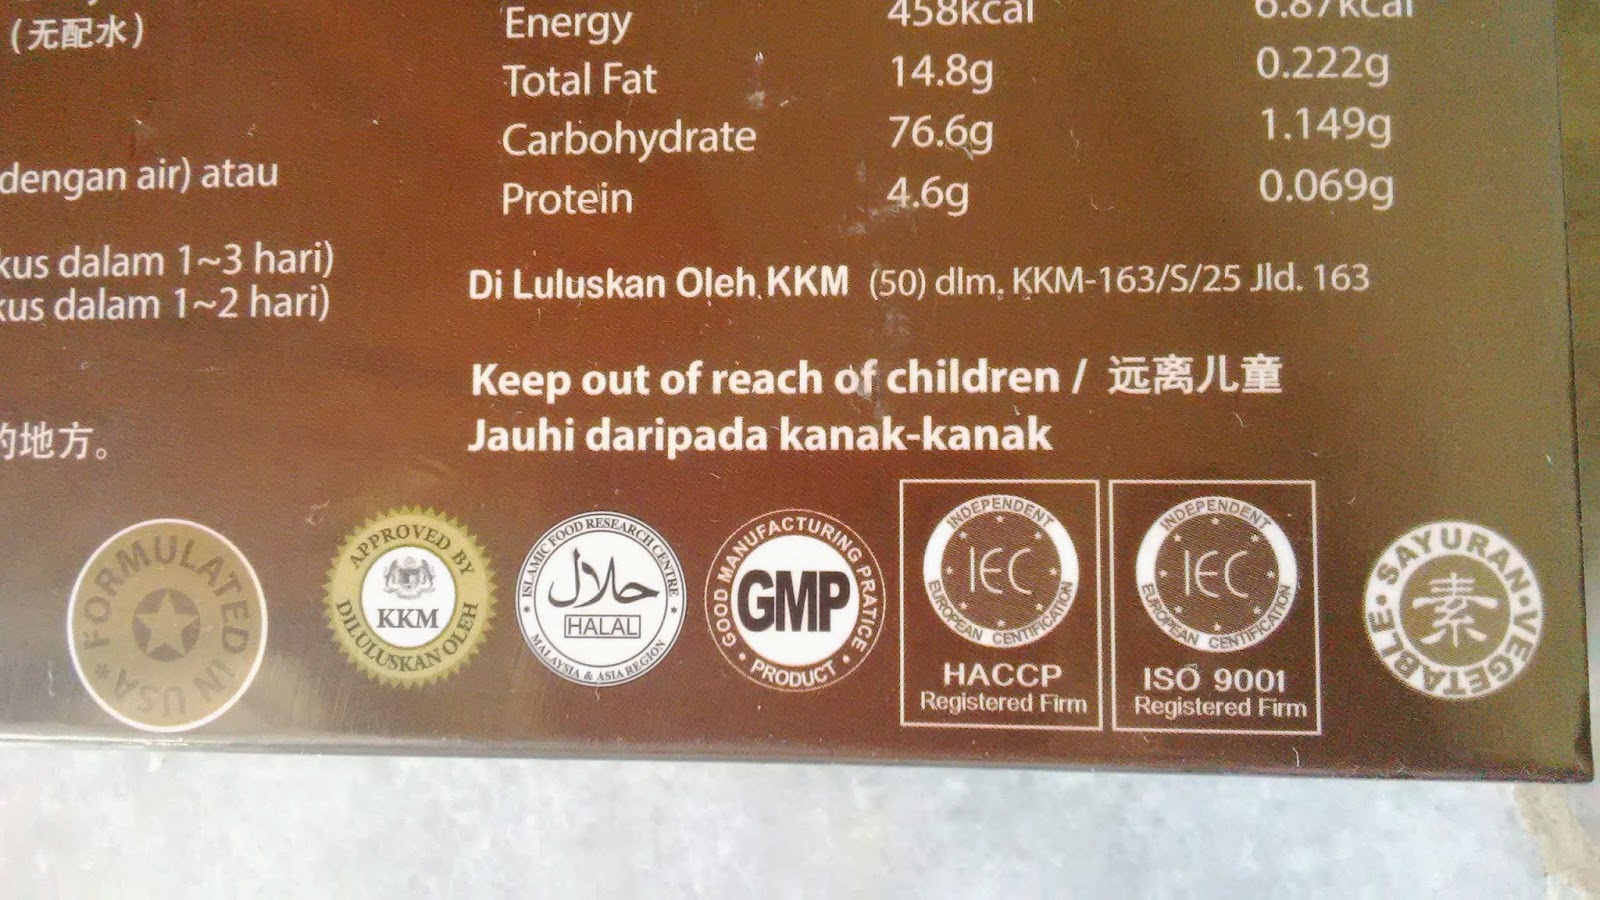 (无配水)
dengan air) atau
kus dalam 1~3 hari)
kus dalam 1~2 hari)
的地方。
Energy 458kcal 6.87kcal
Total Fat 14.8g 0.222g
Carbohydrate 76.6g 1.149g
Protein 4.6g 0.069g
Di Luluskan Oleh KKM (50) dlm. KKM-163/S/25 Jld. 163
Keep out of reach of children / 远离儿童
Jauhi daripada kanak-kanak
FORMULATED IN USA
APPROVED BY
KKM
DILULUSKAN OLEH
ISLAMIC FOOD RESEARCH CENTRE
حلال
HALAL
MALAYSIA & ASIA REGION
GOOD MANUFACTURING PRATICE
GMP
PRODUCT
INDEPENDENT
IEC
EUROPEAN CENTIFICATION
HACCP
Registered Firm
INDEPENDENT
IEC
EUROPEAN CENTIFICATION
ISO 9001
Registered Firm
SAYURAN • VEGETABLE
素